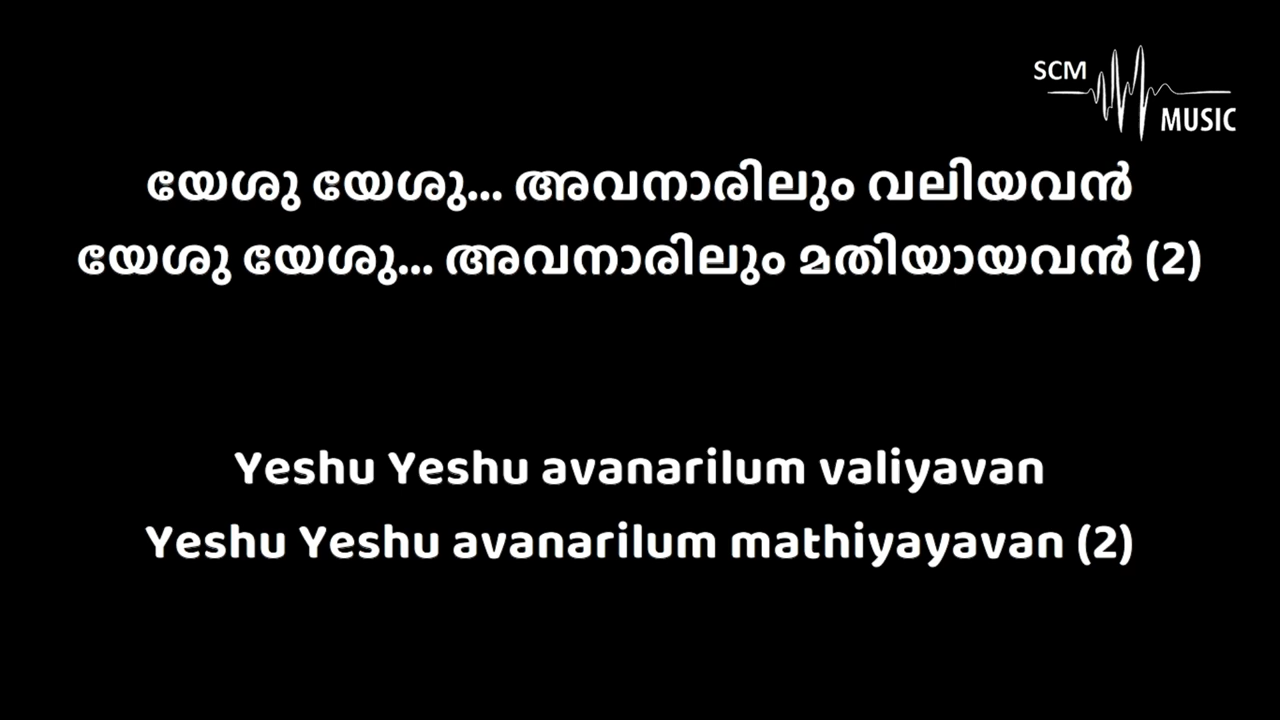 SCM
MUSIC
യേശു യേശു... അവനാരിലും വലിയവൻ
യേശു യേശു... അവനാരിലും മതിയായവൻ (2)
Yeshu Yeshu avanarilum valiyavan
Yeshu Yeshu avanarilum mathiyayavan (2)